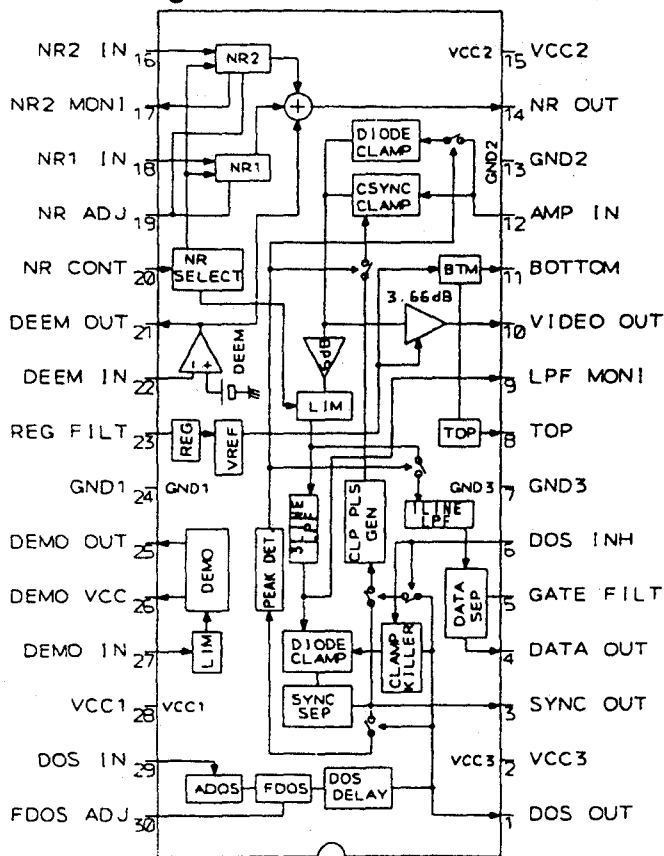 NR2 IN 16
NR2
VCC2 15 VCC2
NR2 MONI 17
+
14 NR OUT
NR1 IN 18
NR1
DIODE CLAMP
GND2 13 GND2
NR ADJ 19
CSYNC CLAMP
12 AMP IN
NR CONT 20
NR SELECT
BTM
11 BOTTOM
3.66dB
DEEM OUT 21
10 VIDEO OUT
- +
DEEM
6dB
DEEM IN 22
LIM
9 LPF MONI
REG FILT 23
REG
VREF
TOP
8 TOP
GND1 24 GND1
GND3 7 GND3
3LINE LPF
CLP PLS GEN
1LINE LPF
DEMO OUT 25
DEMO
PEAK DET.
6 DOS INH
DEMO VCC 26
DATA SEP
5 GATE FILT
DEMO IN 27
LIM
DIODE CLAMP
CLAMP KILLER
4 DATA OUT
VCC1 28 VCC1
SYNC SEP
3 SYNC OUT
DOS IN 29
VCC3 2 VCC3
ADOS
FDOS
DOS DELAY
FDOS ADJ 30
1 DOS OUT